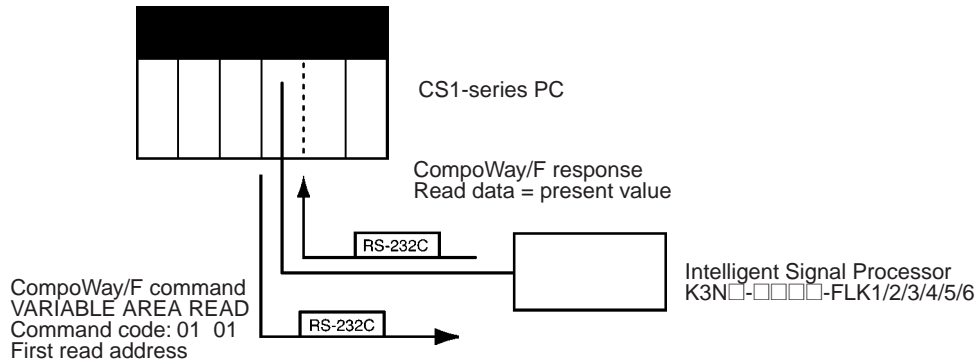 CS1-series PC
CompoWay/F response
Read data = present value
RS-232C
Intelligent Signal Processor
K3N□-□□□□-FLK1/2/3/4/5/6
CompoWay/F command
VARIABLE AREA READ
Command code: 01 01
First read address
RS-232C